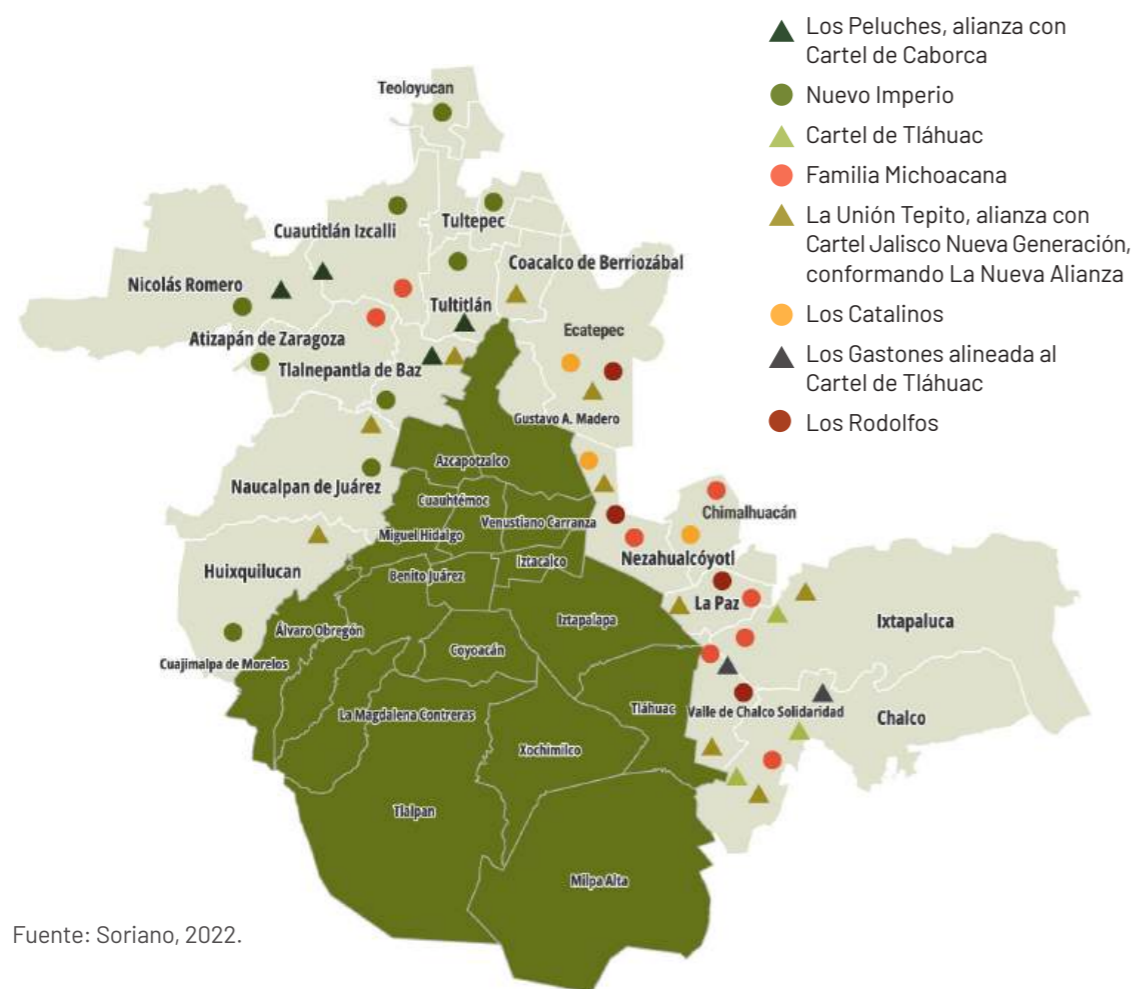 Los Peluches, alianza con
Cartel de Caborca
Nuevo Imperio
Cartel de Tláhuac
Familia Michoacana
La Unión Tepito, alianza con
Cartel Jalisco Nueva Generación,
conformando La Nueva Alianza
Los Catalinos
Los Gastones alineada al
Cartel de Tláhuac
Los Rodolfos
Teoloyucan
Cuautitlán Izcalli
Tultepec
Coacalco de Berriozábal
Nicolás Romero
Tultitlán
Atizapán de Zaragoza
Ecatepec
Tlalnepantla de Baz
Gustavo A. Madero
Azcapotzalco
Naucalpan de Juárez
Cuauhtémoc
Venustiano Carranza
Chimalhuacán
Miguel Hidalgo
Nezahualcóyotl
Iztacalco
Huixquilucan
Benito Juárez
La Paz
Iztapalapa
Ixtapaluca
Álvaro Obregón
Coyoacán
Cuajimalpa de Morelos
La Magdalena Contreras
Tláhuac
Valle de Chalco Solidaridad
Chalco
Xochimilco
Tlalpan
Milpa Alta
Fuente: Soriano, 2022.